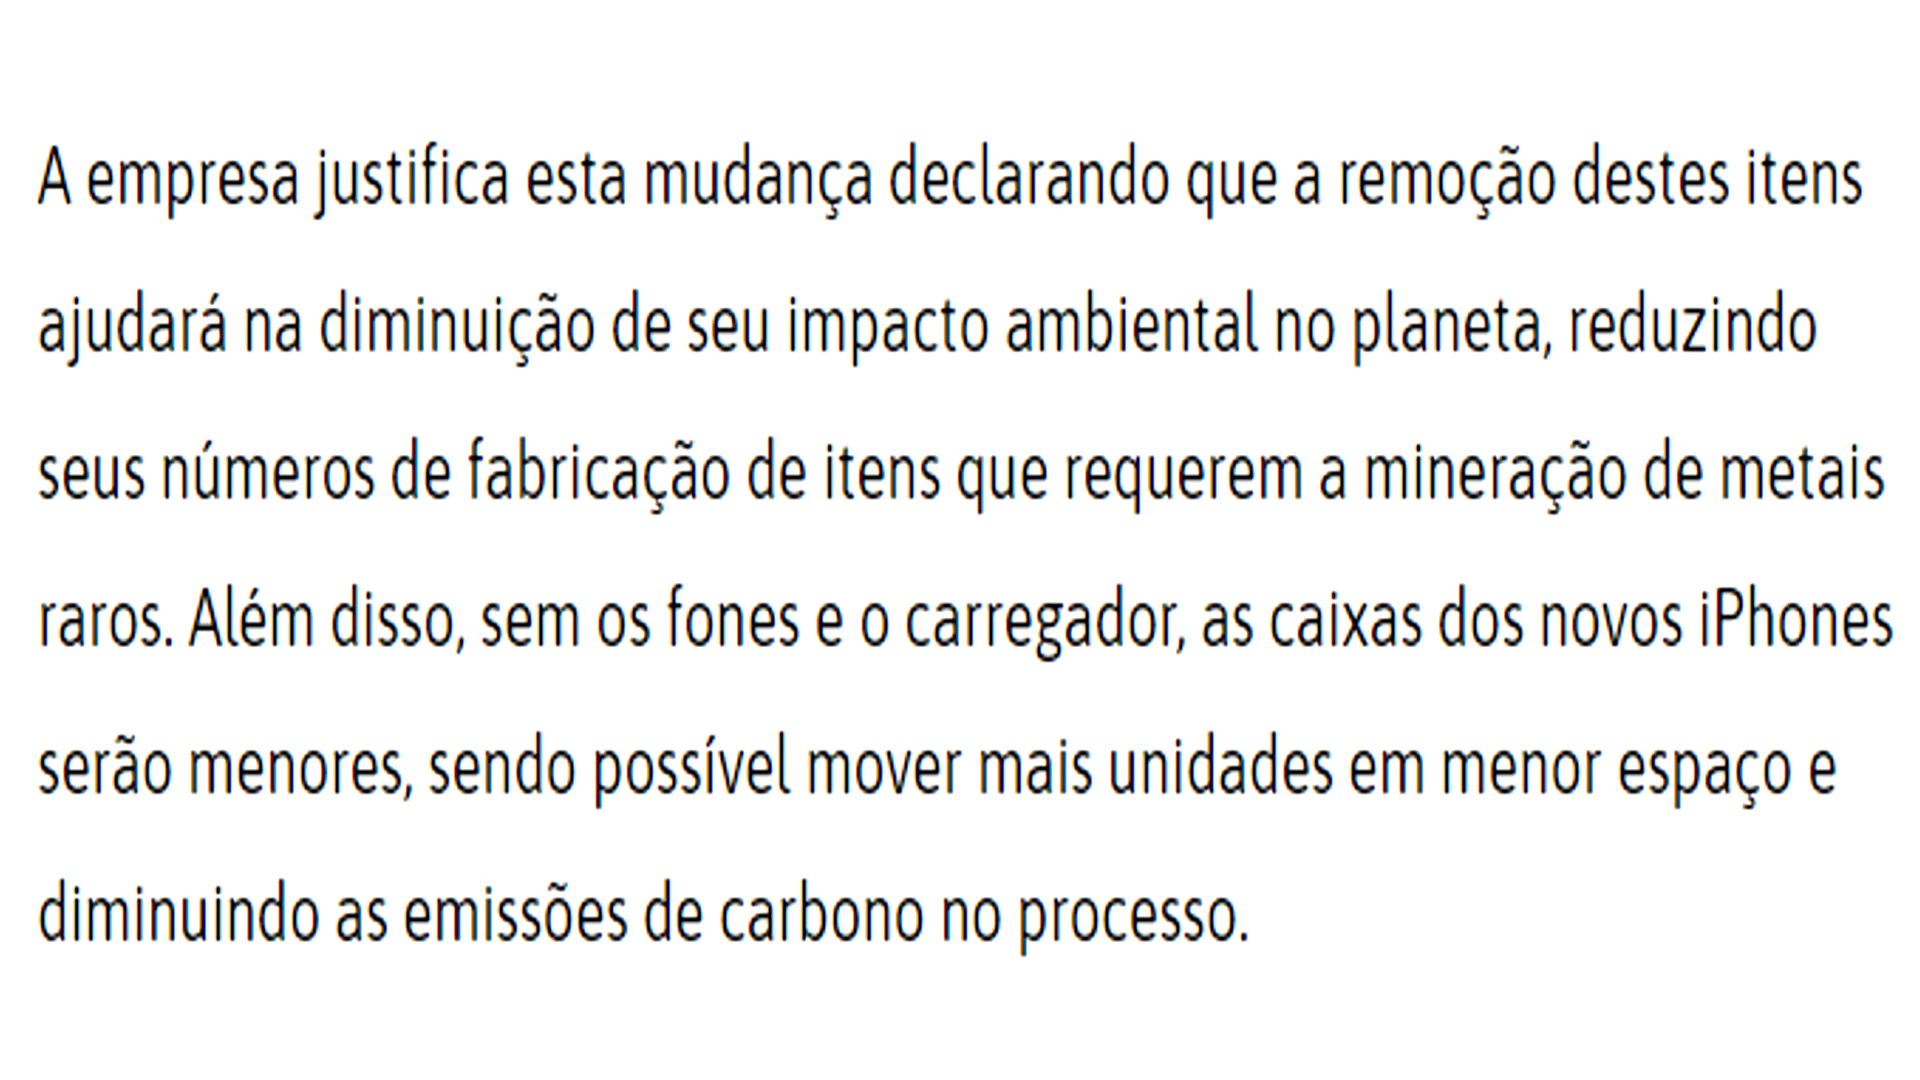 A empresa justifica esta mudança declarando que a remoção destes itens
ajudará na diminuição de seu impacto ambiental no planeta, reduzindo
seus números de fabricação de itens que requerem a mineração de metais
raros. Além disso, sem os fones e o carregador, as caixas dos novos iPhones
serão menores, sendo possível mover mais unidades em menor espaço e
diminuindo as emissões de carbono no processo.